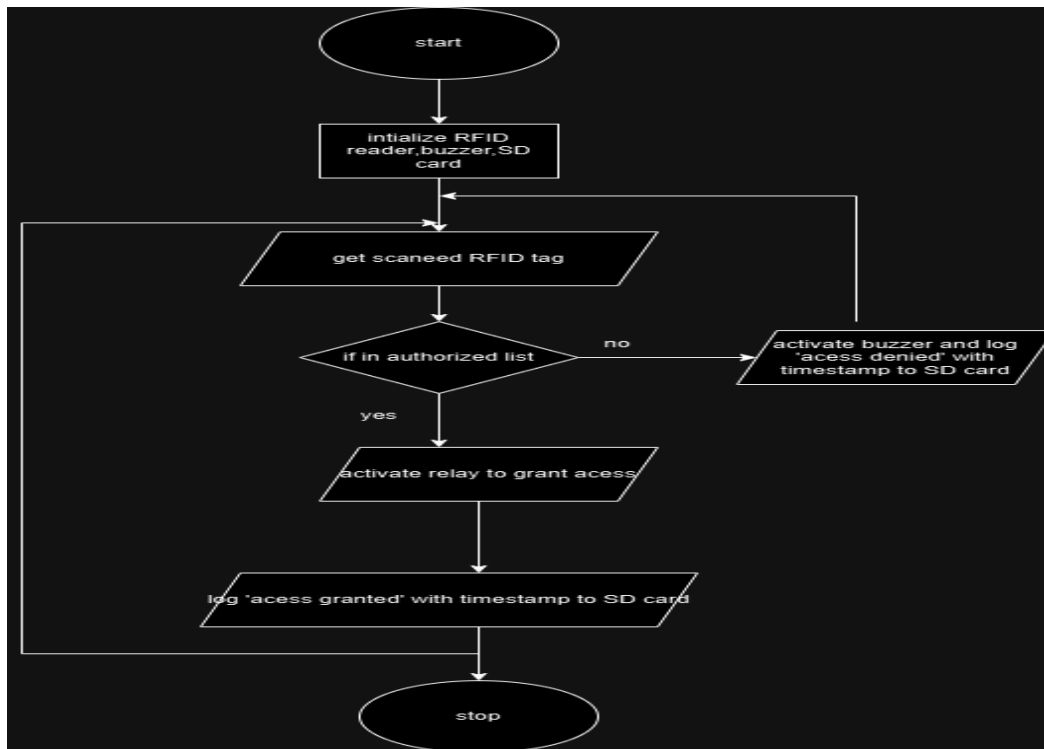 start
intialize RFID
reader,buzzer,SD
card
get scaneed RFID tag
if in authorized list
no
activate buzzer and log
'acess denied' with
timestamp to SD card
yes
activate relay to grant acess
log 'acess granted' with timestamp to SD card
stop